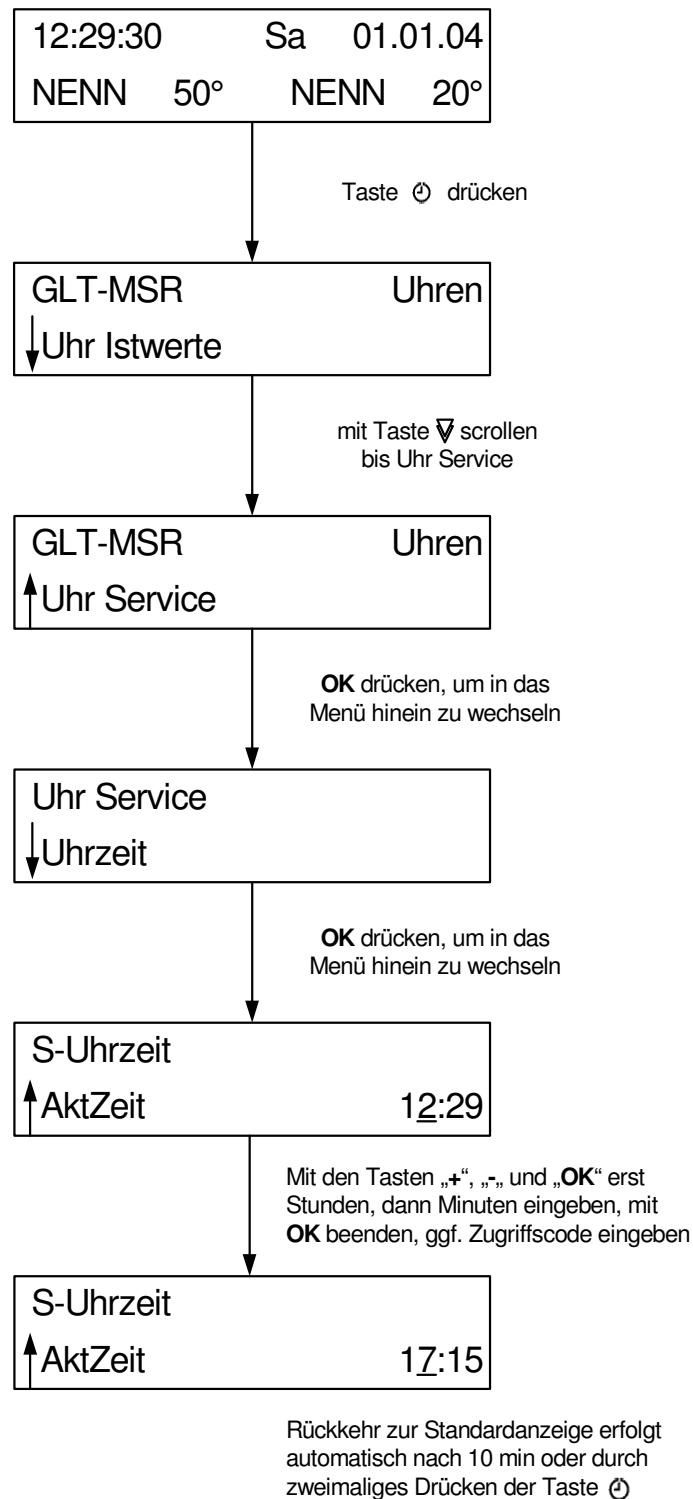 12:29:30 Sa 01.01.04
NENN 50° NENN 20°
Taste drücken
GLT-MSR Uhren
Uhr Istwerte
mit Taste scrollen
bis Uhr Service
GLT-MSR Uhren
Uhr Service
OK drücken, um in das
Menü hinein zu wechseln
Uhr Service
Uhrzeit
OK drücken, um in das
Menü hinein zu wechseln
S-Uhrzeit
AktZeit 12:29
Mit den Tasten „+“, „-„ und „OK“ erst
Stunden, dann Minuten eingeben, mit
OK beenden, ggf. Zugriffscode eingeben
S-Uhrzeit
AktZeit 17:15
Rückkehr zur Standardanzeige erfolgt
automatisch nach 10 min oder durch
zweimaliges Drücken der Taste